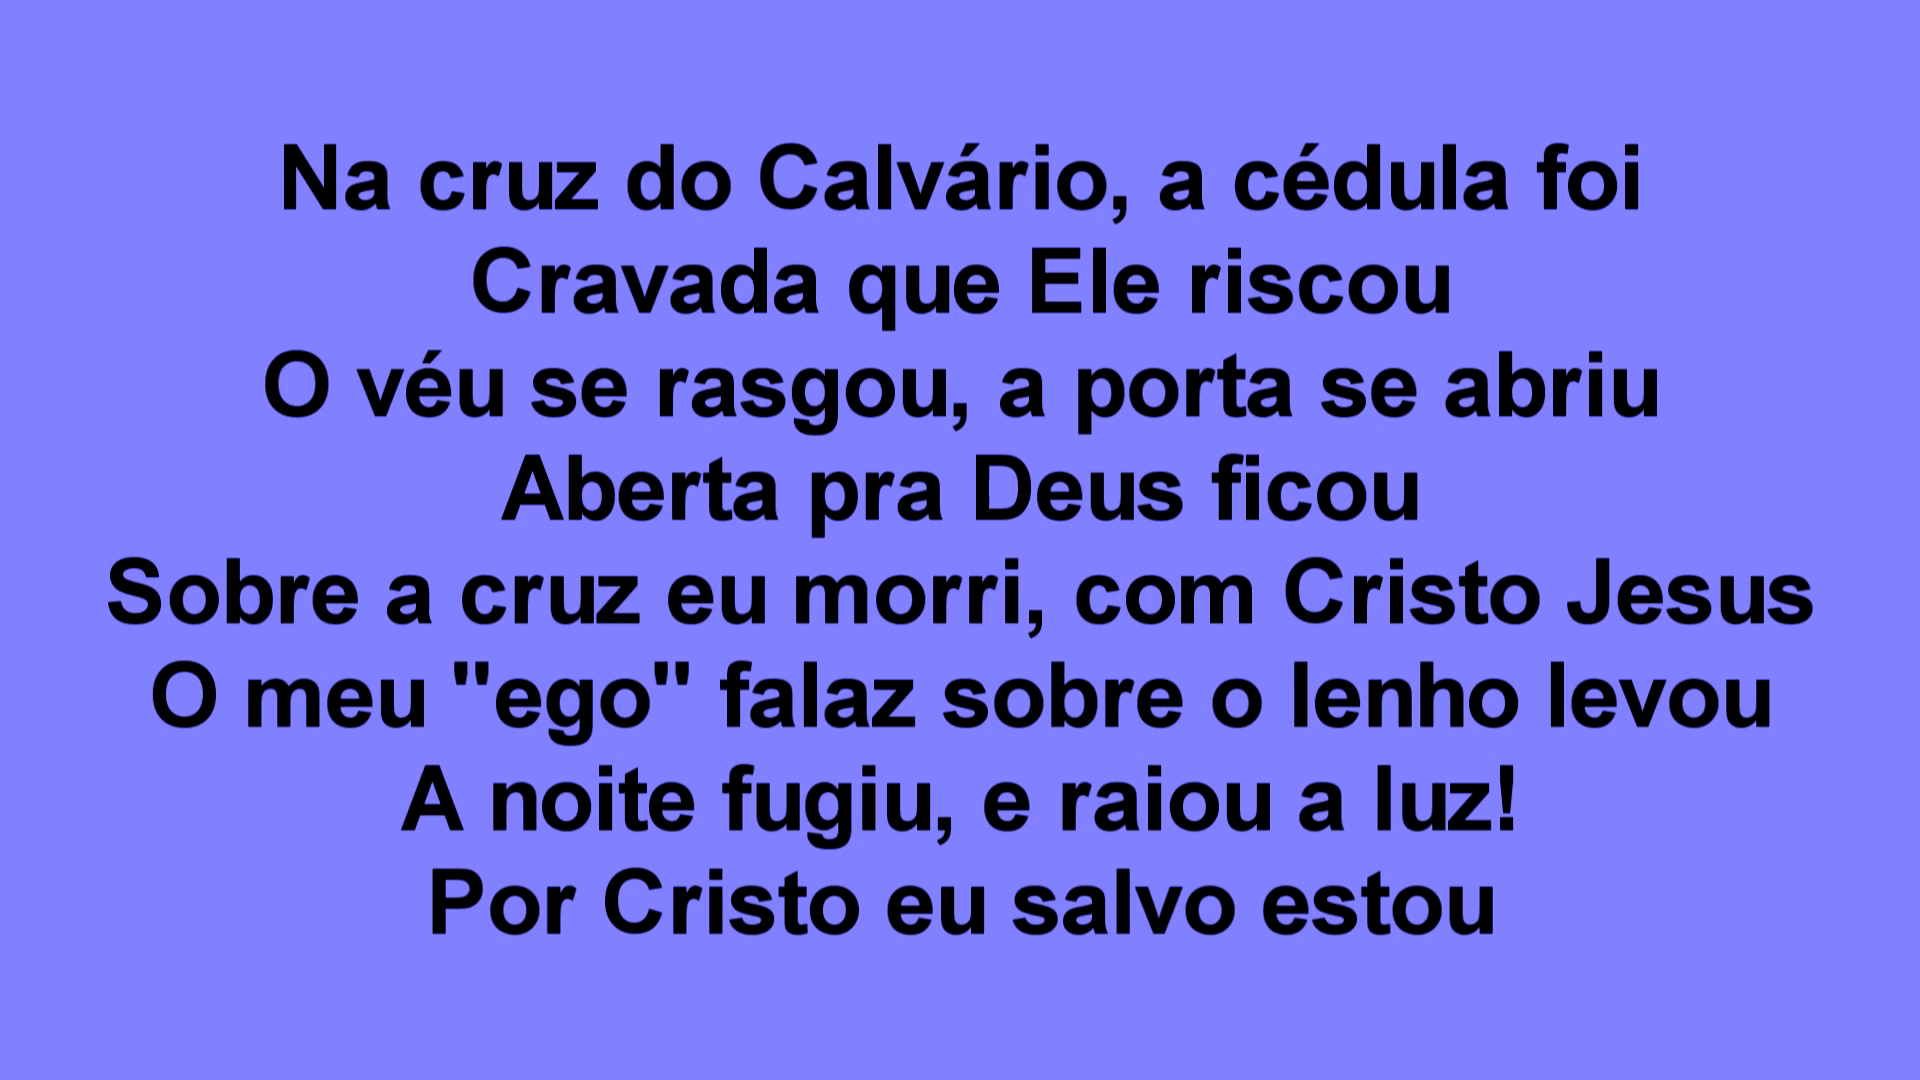 Na cruz do Calvário, a cédula foi
Cravada que Ele riscou
O véu se rasgou, a porta se abriu
Aberta pra Deus ficou
Sobre a cruz eu morri, com Cristo Jesus
O meu "ego" falaz sobre o lenho levou
A noite fugiu, e raiou a luz!
Por Cristo eu salvo estou